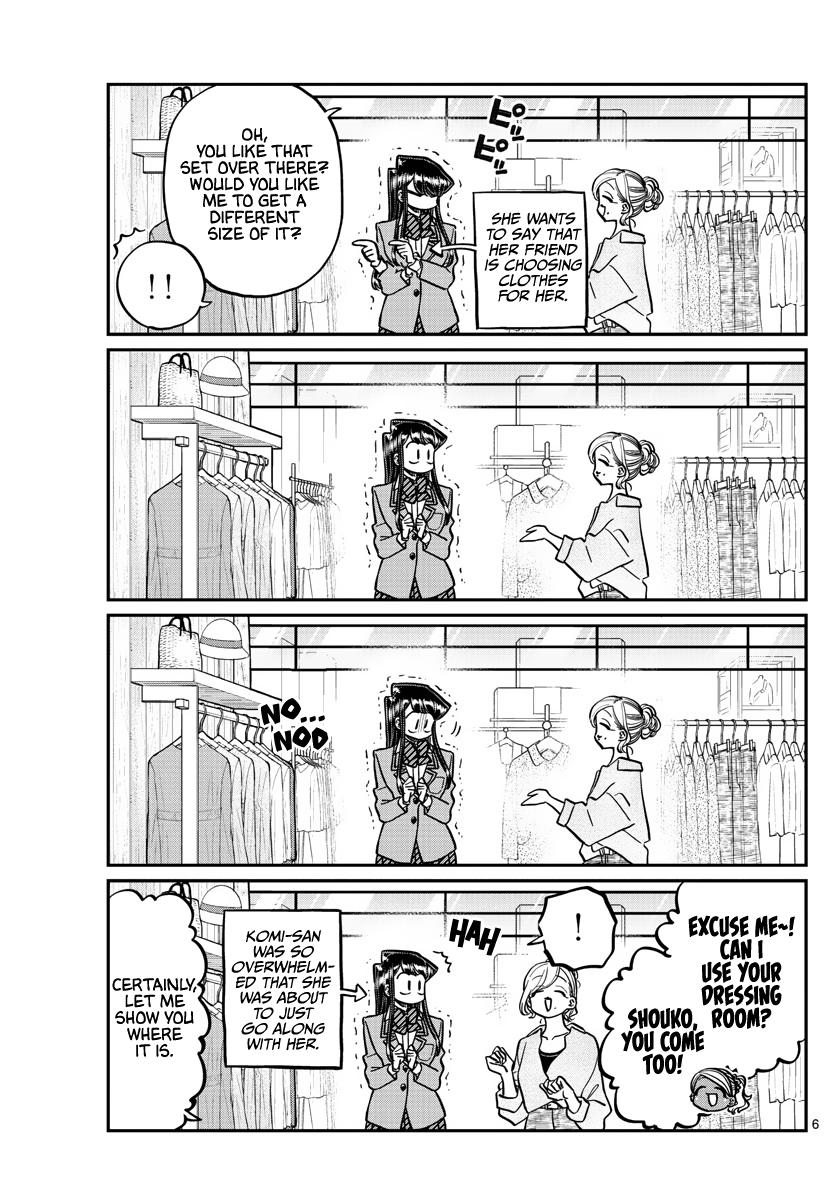 ピッ
ピッ
OH,
YOU LIKE THAT
SET OVER THERE?
WOULD YOU LIKE
ME TO GET A
DIFFERENT
SIZE OF IT?
SHE WANTS
TO SAY THAT
HER FRIEND
IS CHOOSING
CLOTHES
FOR HER.
!!
NO...
NOD
EXCUSE ME~!
CAN I
USE YOUR
DRESSING
ROOM?
SHOUKO,
YOU COME
TOO!
!
HAH
KOMI-SAN
WAS SO
OVERWHELM-
ED THAT SHE
WAS ABOUT
TO JUST
GO ALONG
WITH HER.
CERTAINLY,
LET ME
SHOW YOU
WHERE
IT IS.
6